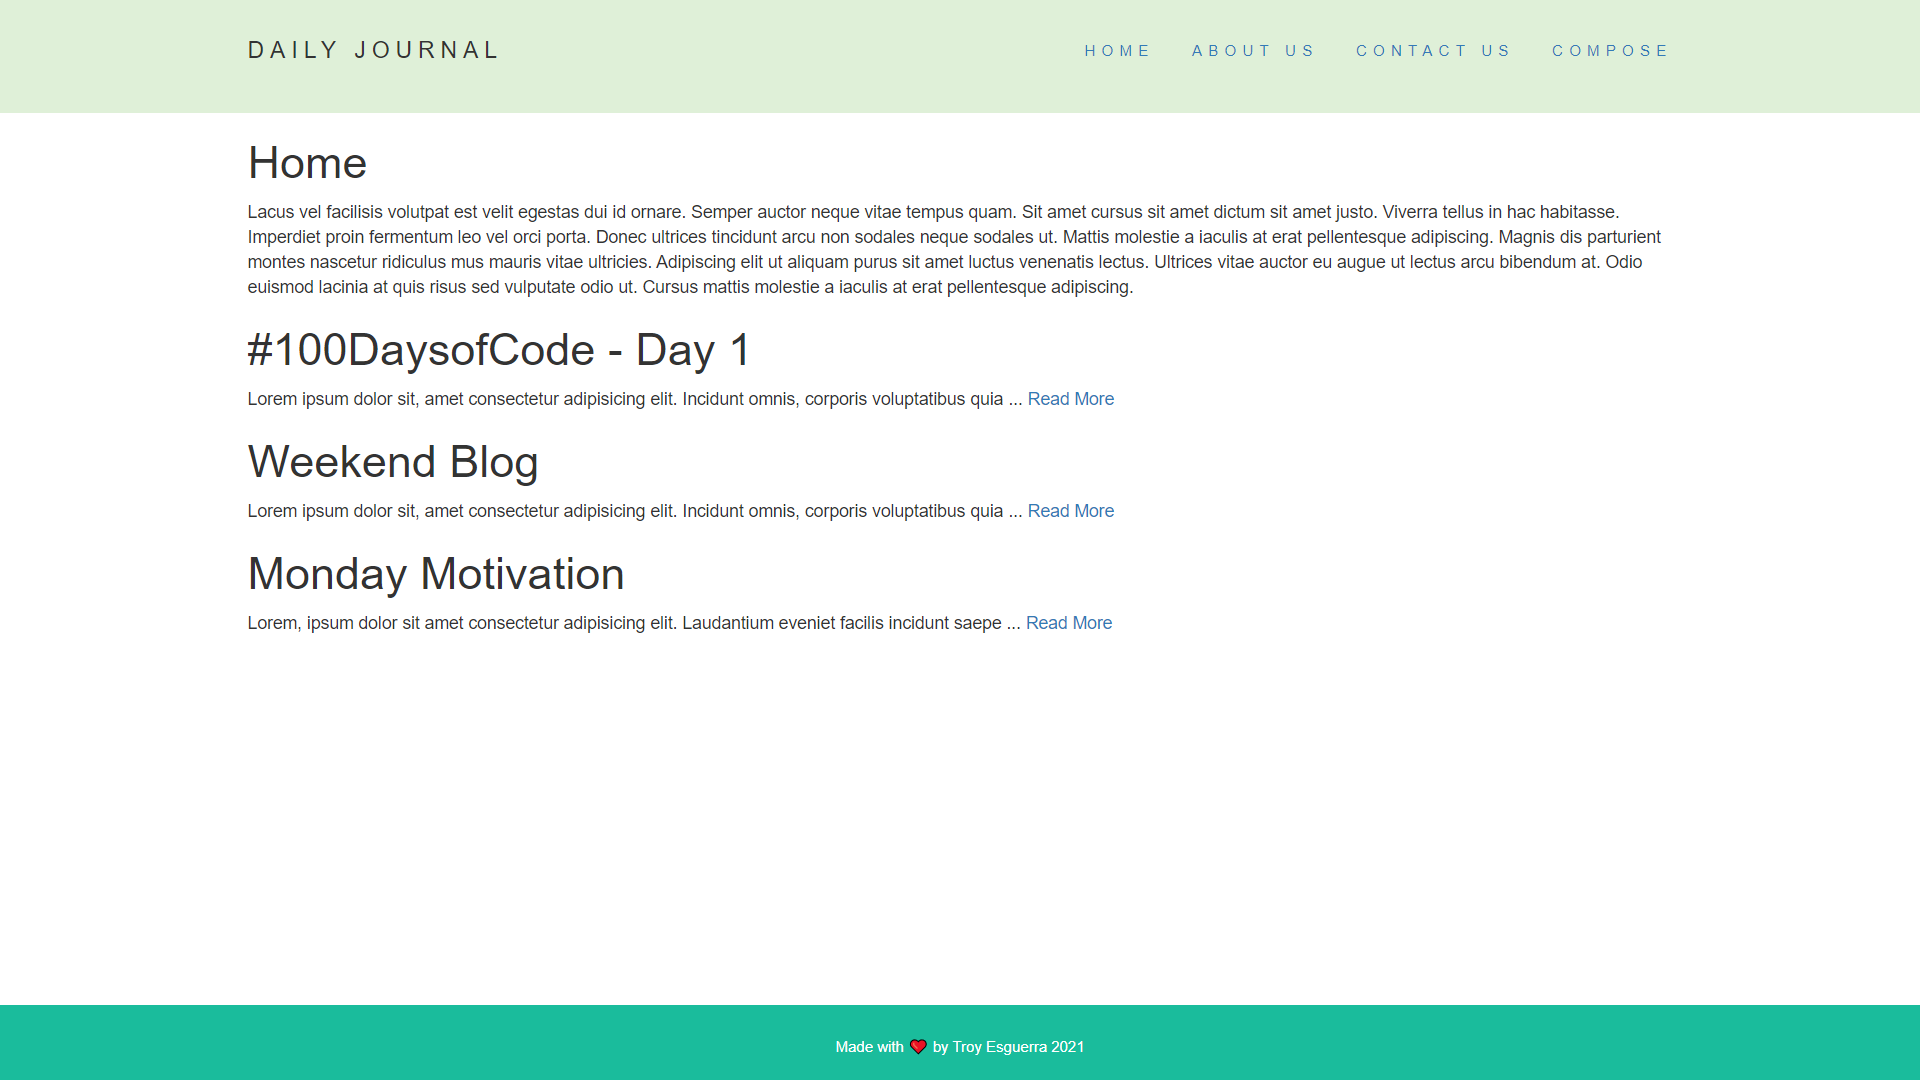 DAILY JOURNAL
HOME ABOUT US CONTACT US COMPOSE
Home
Lacus vel facilisis volutpat est velit egestas dui id ornare. Semper auctor neque vitae tempus quam. Sit amet cursus sit amet dictum sit amet justo. Viverra tellus in hac habitasse.
Imperdiet proin fermentum leo vel orci porta. Donec ultrices tincidunt arcu non sodales neque sodales ut. Mattis molestie a iaculis at erat pellentesque adipiscing. Magnis dis parturient
montes nascetur ridiculus mus mauris vitae ultricies. Adipiscing elit ut aliquam purus sit amet luctus venenatis lectus. Ultrices vitae auctor eu augue ut lectus arcu bibendum at. Odio
euismod lacinia at quis risus sed vulputate odio ut. Cursus mattis molestie a iaculis at erat pellentesque adipiscing.
#100DaysofCode - Day 1
Lorem ipsum dolor sit, amet consectetur adipisicing elit. Incidunt omnis, corporis voluptatibus quia ... Read More
Weekend Blog
Lorem ipsum dolor sit, amet consectetur adipisicing elit. Incidunt omnis, corporis voluptatibus quia ... Read More
Monday Motivation
Lorem, ipsum dolor sit amet consectetur adipisicing elit. Laudantium eveniet facilis incidunt saepe ... Read More
Made with ❤ by Troy Esguerra 2021